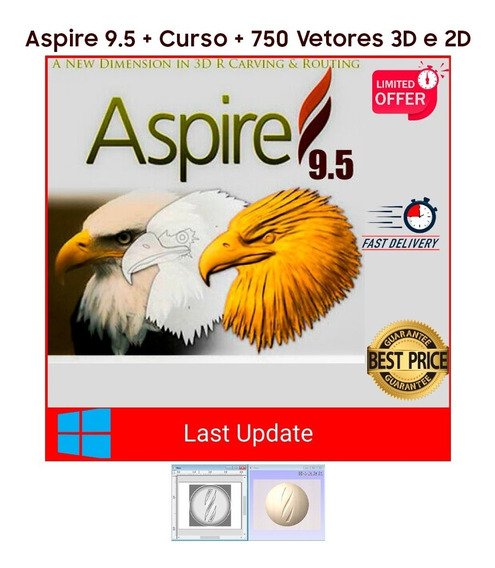 Aspire 9.5 + Curso + 750 Vetores 3D e 2D
A NEW DIMENSION IN 3D R CARVING & ROUTING
LIMITED
OFFER
Aspire
9.5
FAST DELIVERY
GUARANTEE
BEST PRICE
GUARANTEE
Last Update